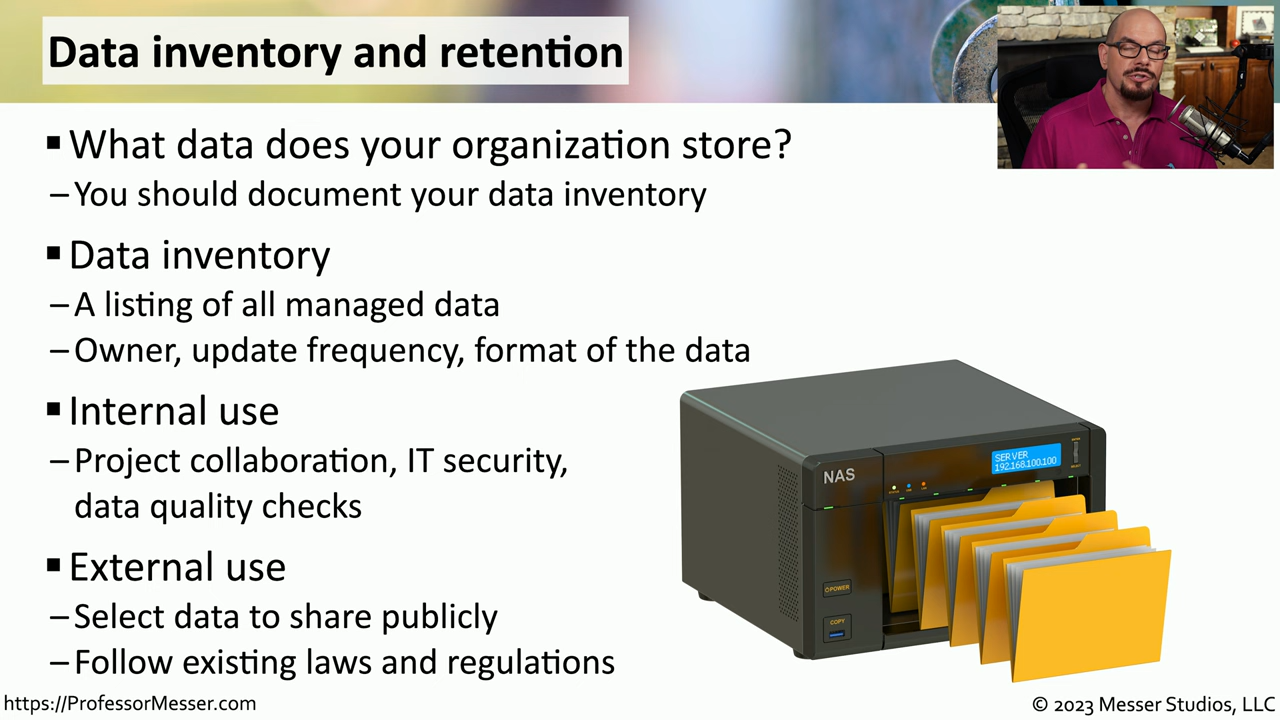 Data inventory and retention
▪ What data does your organization store?
– You should document your data inventory
▪ Data inventory
– A listing of all managed data
– Owner, update frequency, format of the data
▪ Internal use
– Project collaboration, IT security,
data quality checks
▪ External use
– Select data to share publicly
– Follow existing laws and regulations
NAS
SERVER
192.168.100.100
POWER
COPY
https://ProfessorMesser.com
© 2023 Messer Studios, LLC